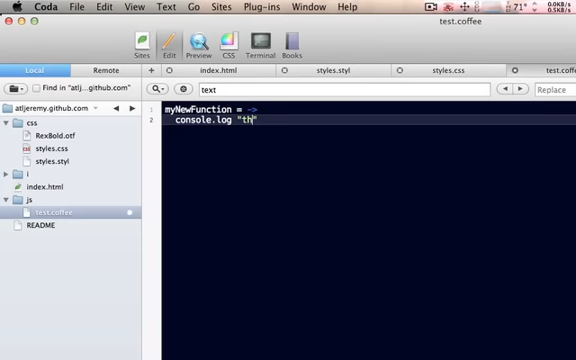 Coda File Edit View Text Go Sites Plug-ins Window Help 71° 0.0KB/s 0.5KB/s
test.coffee
Sites Edit Preview CSS Terminal Books
Local Remote + index.html styles.styl styles.css test.coffe
Find in "atlj...github.com" text Replace
atljeremy.github.com
css
RexBold.otf
styles.css
styles.styl
i
index.html
js
test.coffee
README
1 myNewFunction = ->
2 console.log "th"